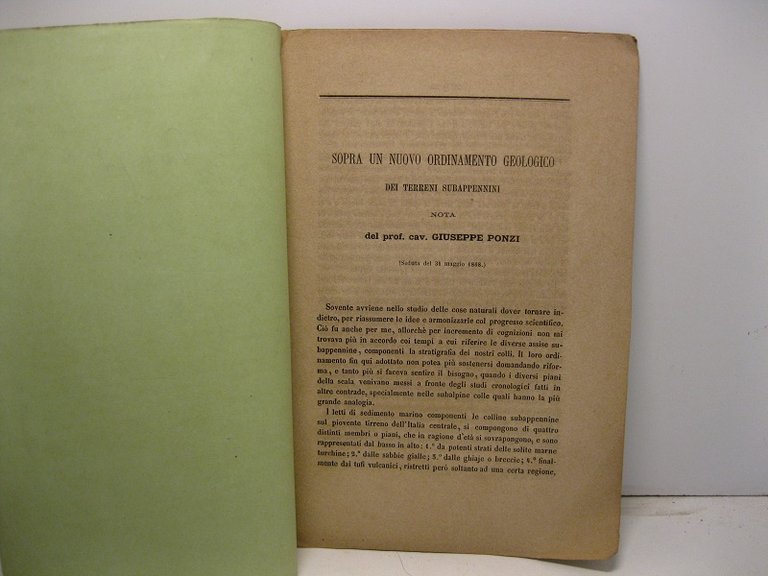 SOPRA UN NUOVO ORDINAMENTO GEOLOGICO
DEI TERRENI SUBAPPENNINI
NOTA
del prof. cav. GIUSEPPE PONZI
(Seduta del 31 maggio 1868.)
Sovente avviene nello studio delle cose naturali dover tornare in-
dietro, per riassumere le idee e armonizzarle col progresso scientifico.
Ciò fu anche per me, allorchè per incremento di cognizioni non mi
trovava più in accordo coi tempi a cui riferire le diverse assise su-
bappennine, componenti la stratigrafia dei nostri colli. Il loro ordi-
namento fin qui adottato non potea più sostenersi domandando rifor-
ma, e tanto più si faceva sentire il bisogno, quando i diversi piani
della scala venivano messi a fronte degli studi cronologici fatti in
altre contrade, specialmente nelle subalpine colle quali hanno la più
grande analogia.
I letti di sedimento marino componenti le colline subappennine
sul piovente tirreno dell'Italia centrale, si compongono di quattro
distinti membri o piani, che in ragione d'età si sovrapongono, e sono
rappresentati dal basso in alto: 1.° da potenti strati delle solite marne
turchine; 2.° dalle sabbie gialle; 3.° dalle ghiaje o breccie; 4.° final-
mente dai tufi vulcanici, ristretti però soltanto ad una certa regione,